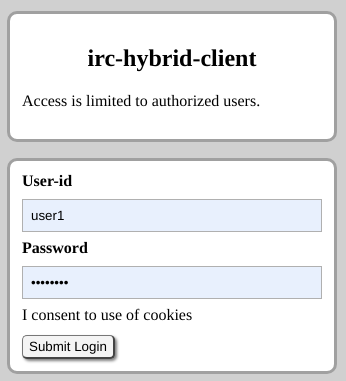 irc-hybrid-client
Access is limited to authorized users.
User-id
user1
Password
••••••••
I consent to use of cookies
Submit Login